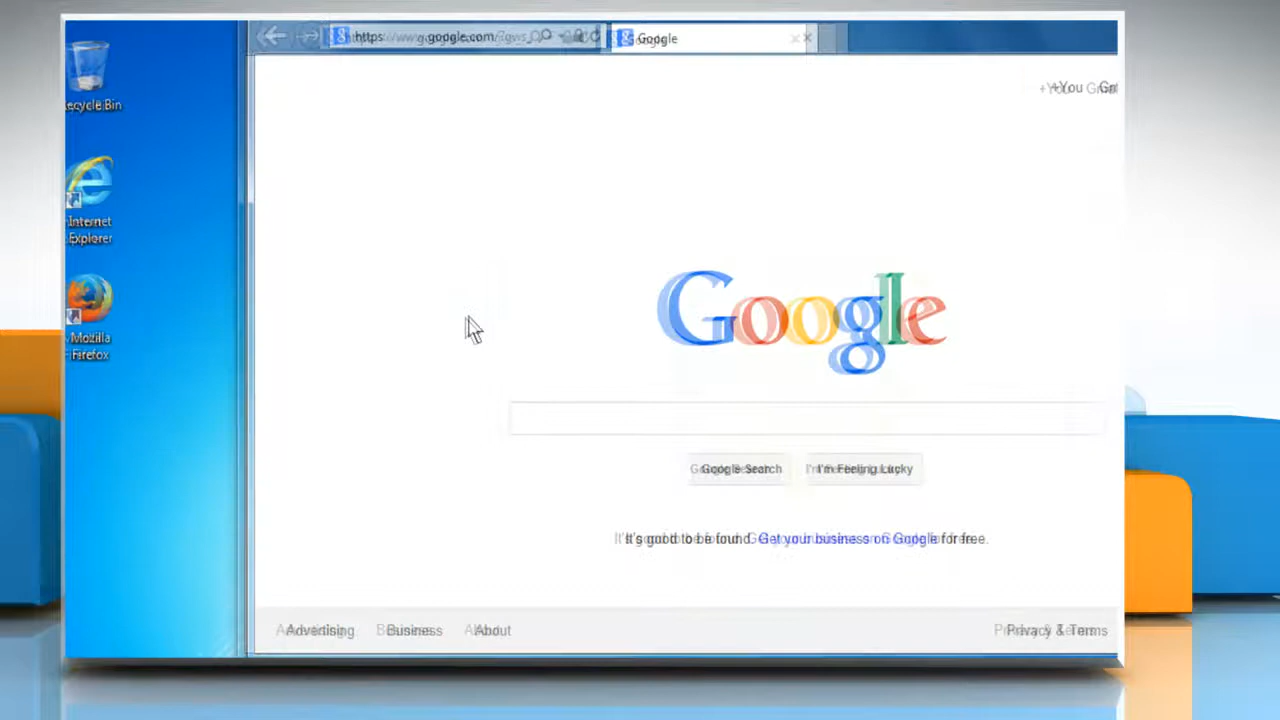 https://www.google.com/?gws_
Google
+You
Recycle Bin
Internet
Explorer
Mozilla
Firefox
Google
Google Search
I'm Feeling Lucky
It's good to be found. Get your business on Google for free.
Advertising Business About
Privacy & Terms